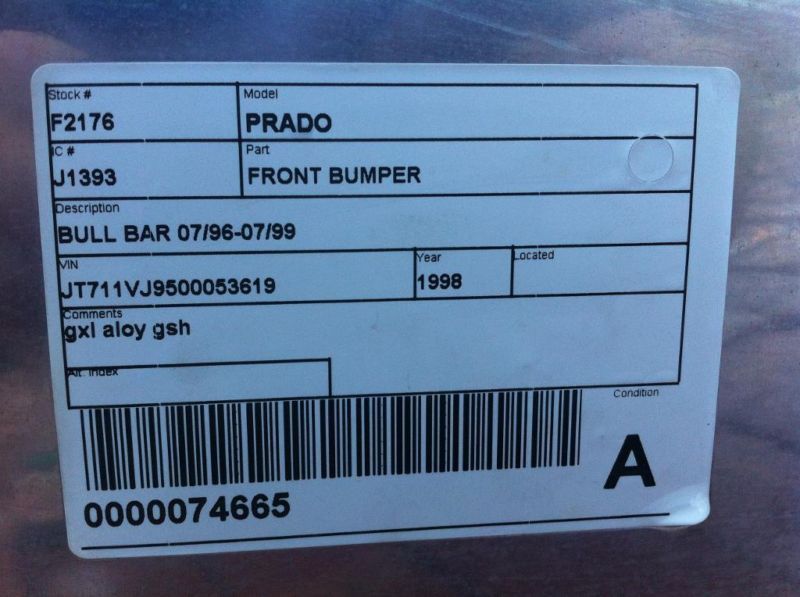 Stock # Model
F2176 PRADO
IC # Part
J1393 FRONT BUMPER
Description
BULL BAR 07/96-07/99
VIN Year Located
JT711VJ9500053619 1998
Comments
gxl aloy gsh
Alt Index
Condition
A
0000074665